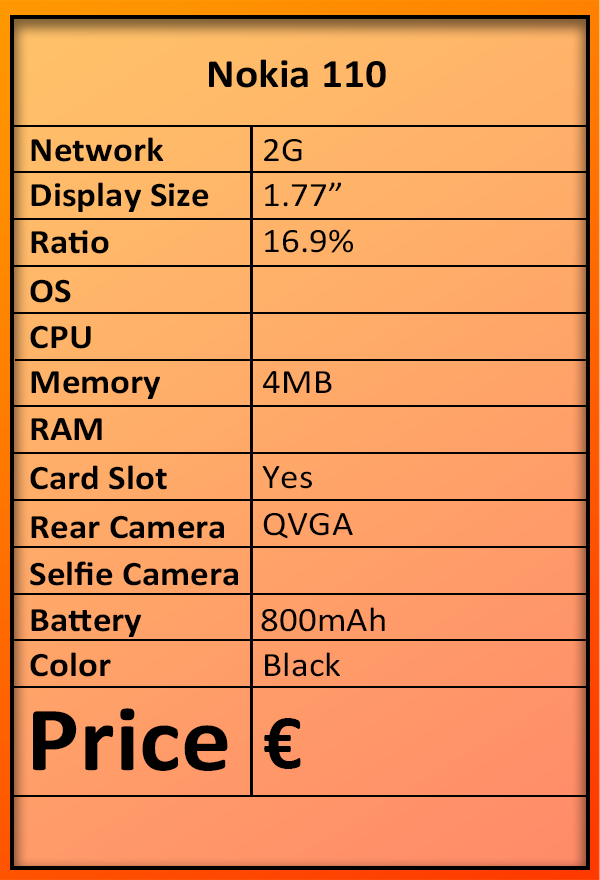 Nokia 110
Network 2G
Display Size 1.77”
Ratio 16.9%
OS
CPU
Memory 4MB
RAM
Card Slot Yes
Rear Camera QVGA
Selfie Camera
Battery 800mAh
Color Black
Price €